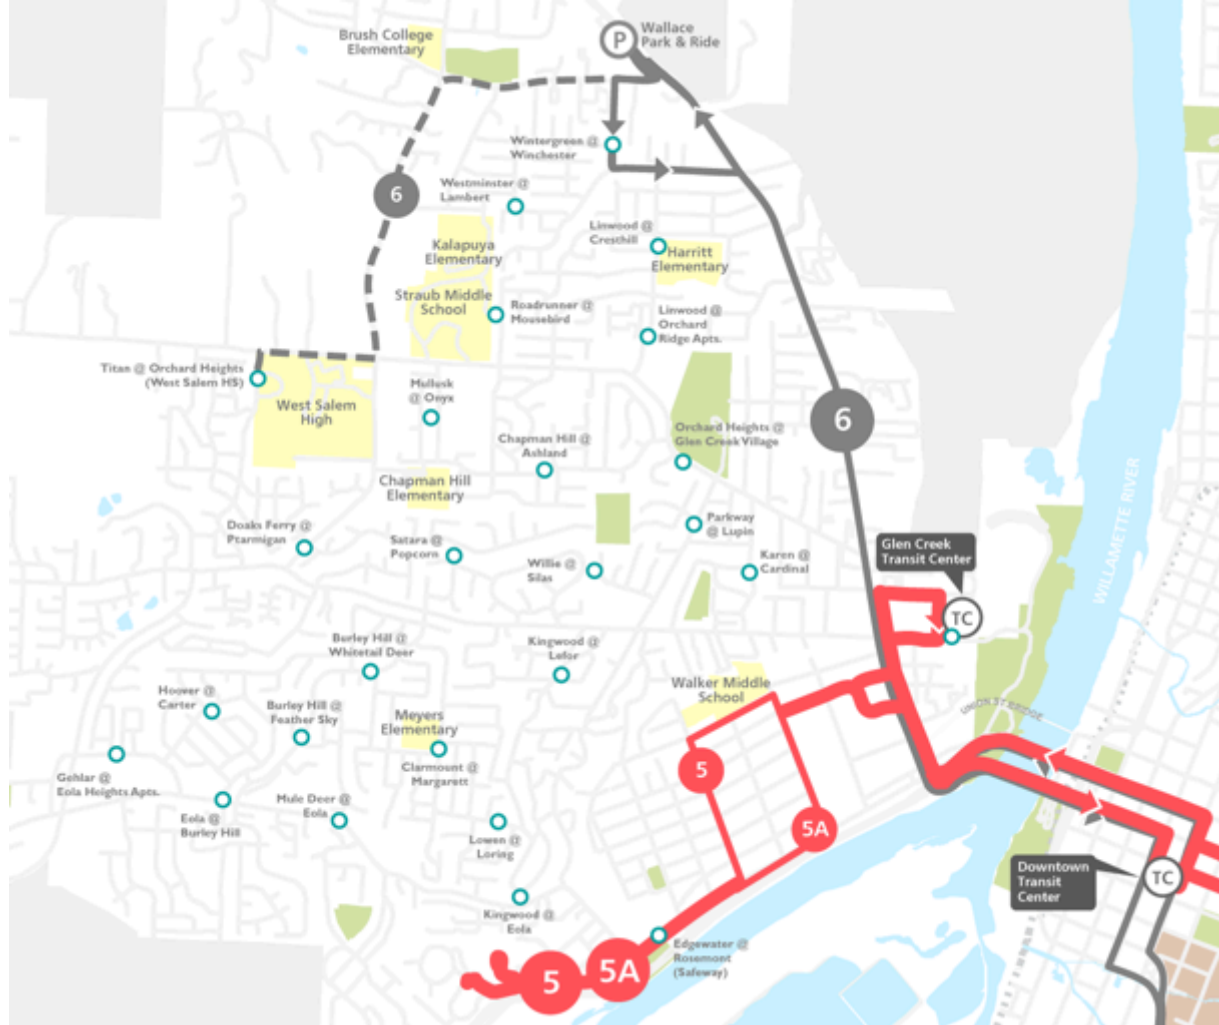 Brush College
Elementary
P
Wallace
Park & Ride
Wintergreen @
Winchester
6
Westminster @
Lambert
Linwood @
Cresthill
Kalapuya
Elementary
Harritt
Elementary
Straub Middle
School
Roadrunner @
Mousebird
Linwood @
Orchard
Ridge Apts.
Titan @ Orchard Heights
(West Salem HS)
West Salem
High
Mullusk
@ Onyx
6
Chapman Hill @
Ashland
Orchard Heights @
Glen Creek Village
Chapman Hill
Elementary
WILLAMETTE RIVER
Doaks Ferry @
Ptarmigan
Satara @
Popcorn
Parkway
@ Lupin
Willie @
Silas
Karen @
Cardinal
Glen Creek
Transit Center
TC
Burley Hill @
Whitetail Deer
Kingwood @
Lefor
Hoover @
Carter
Burley Hill @
Feather Sky
Walker Middle
School
Meyers
Elementary
UNION ST BRIDGE
Gehlar @
Eola Heights Apts.
Clarmount @
Margarett
5
Eola @
Burley Hill
Mule Deer @
Eola
Lowen @
Loring
5A
Downtown
Transit
Center
TC
Kingwood @
Eola
Edgewater @
Rosemont
(Safeway)
5
5A